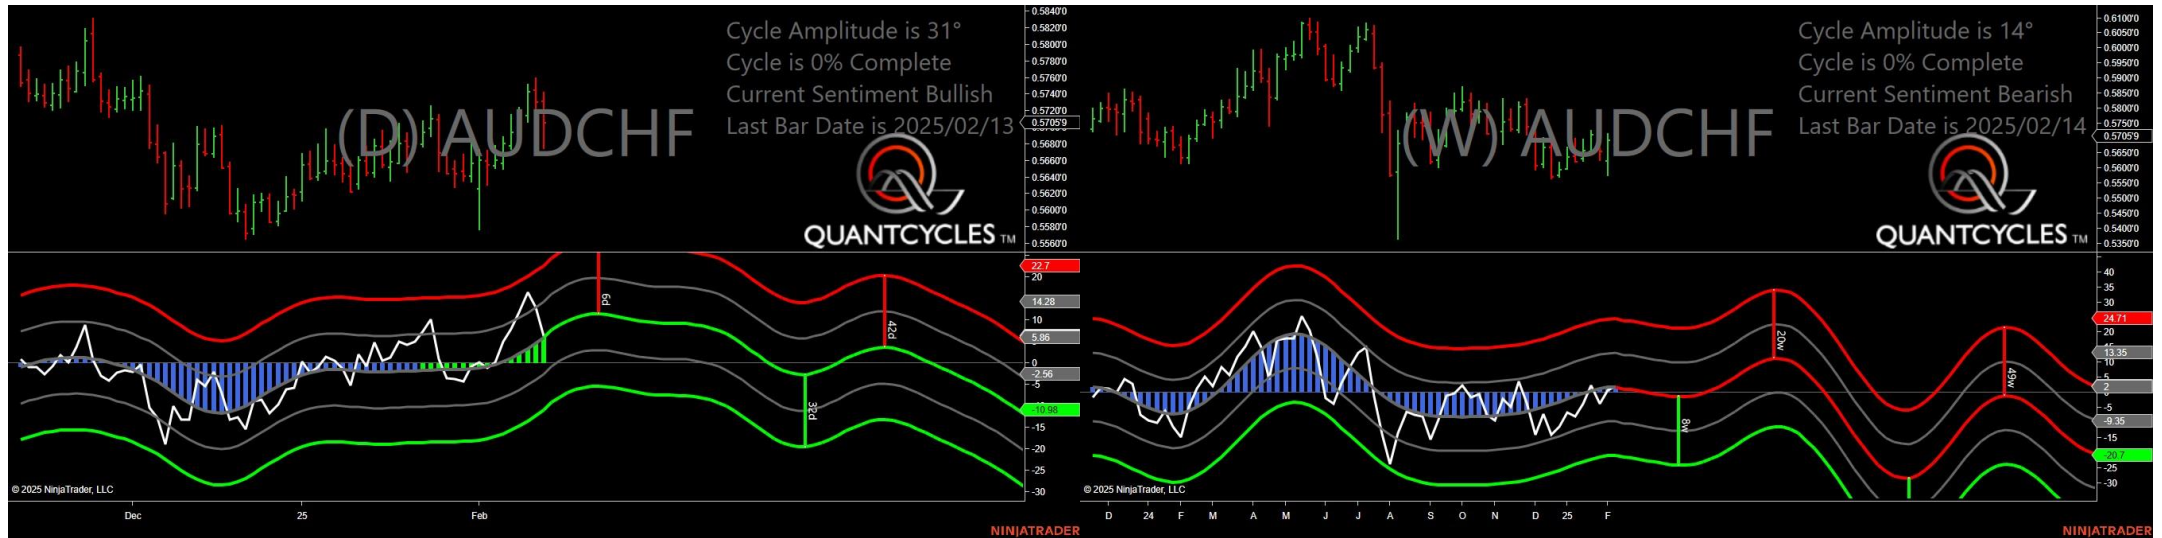 Cycle Amplitude is 31°
Cycle is 0% Complete
Current Sentiment Bullish
Last Bar Date is 2025/02/13
(D) AUDCHF
QUANTCYCLES TM
0.5840'0
0.5820'0
0.5800'0
0.5780'0
0.5760'0
0.5740'0
0.5720'0
0.5705'9
0.5680'0
0.5660'0
0.5640'0
0.5620'0
0.5600'0
0.5580'0
0.5560'0
22.7
20
14.28
10
5.86
0
-2.56
-5
-10.98
-15
-20
-25
-30
6d
32d
42d
© 2025 NinjaTrader, LLC
Dec
25
Feb
NINJATRADER
Cycle Amplitude is 14°
Cycle is 0% Complete
Current Sentiment Bearish
Last Bar Date is 2025/02/14
(W) AUDCHF
QUANTCYCLES TM
0.6100'0
0.6050'0
0.6000'0
0.5950'0
0.5900'0
0.5850'0
0.5800'0
0.5750'0
0.5705'9
0.5650'0
0.5600'0
0.5550'0
0.5500'0
0.5450'0
0.5400'0
0.5350'0
40
35
30
24.71
20
13.35
10
5
2
-5
-9.35
-15
-20.7
-25
-30
8w
20w
49w
© 2025 NinjaTrader, LLC
D
24
F
M
A
M
J
J
A
S
O
N
D
25
F
NINJATRADER